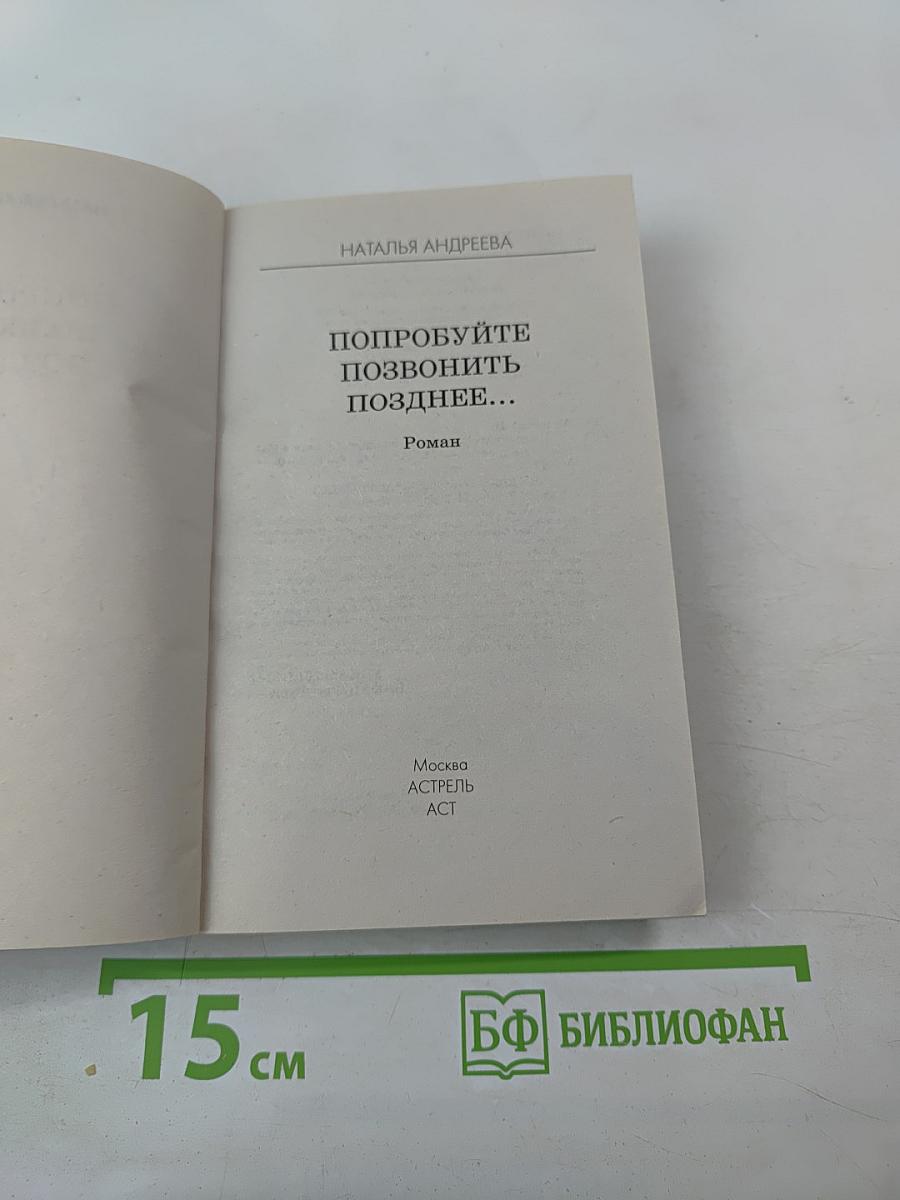 НАТАЛЬЯ АНДРЕЕВА
ПОПРОБУЙТЕ
ПОЗВОНИТЬ
ПОЗДНЕЕ...
Роман
Москва
АСТРЕЛЬ
АСТ
15 см
БФ БИБЛИОФАН